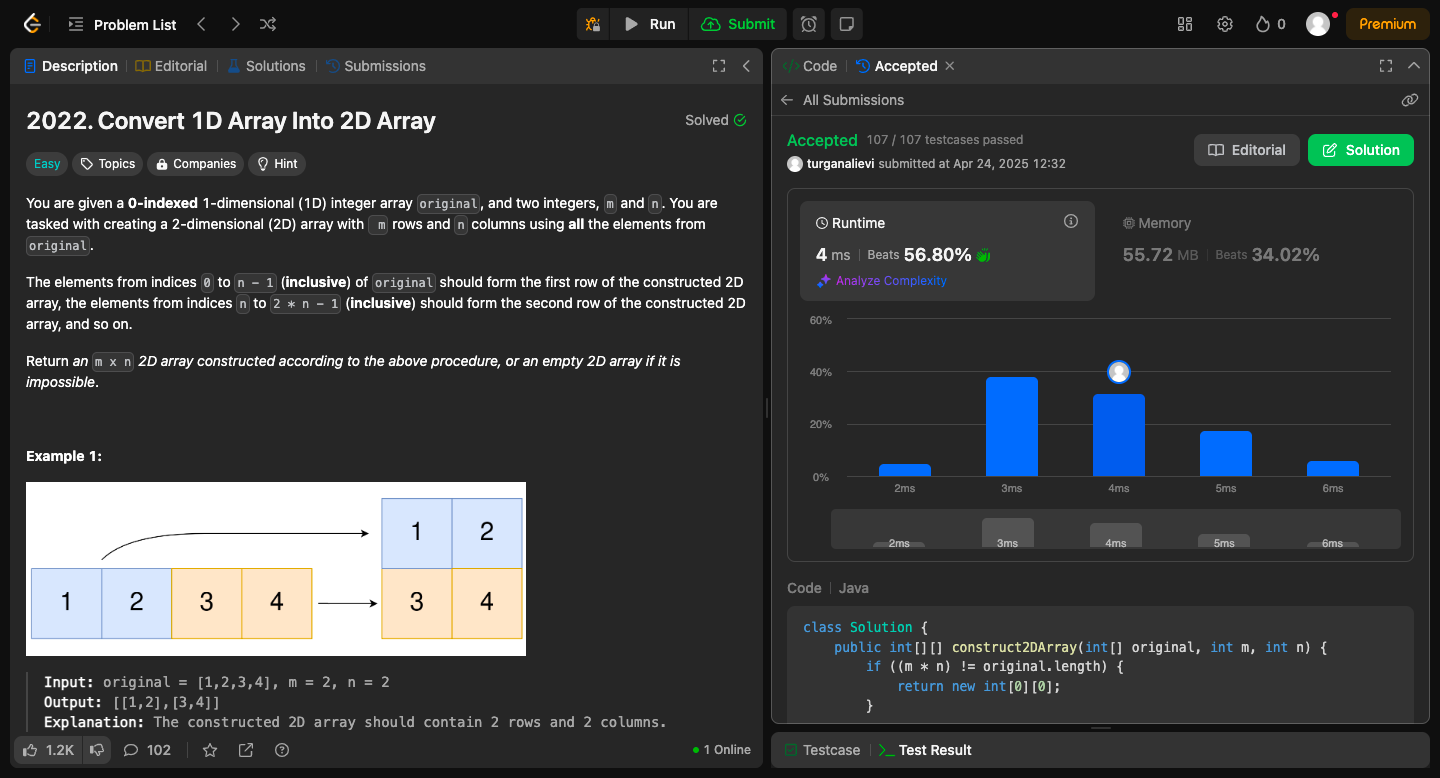 Problem List
Run
Submit
0
Premium
Description
Editorial
Solutions
Submissions
2022. Convert 1D Array Into 2D Array
Solved
Easy
Topics
Companies
Hint
You are given a 0-indexed 1-dimensional (1D) integer array original, and two integers, m and n. You are
tasked with creating a 2-dimensional (2D) array with m rows and n columns using all the elements from
original.
The elements from indices 0 to n - 1 (inclusive) of original should form the first row of the constructed 2D
array, the elements from indices n to 2 * n - 1 (inclusive) should form the second row of the constructed 2D
array, and so on.
Return an m x n 2D array constructed according to the above procedure, or an empty 2D array if it is
impossible.
Example 1:
1 2
1 2 3 4 3 4
Input: original = [1,2,3,4], m = 2, n = 2
Output: [[1,2],[3,4]]
Explanation: The constructed 2D array should contain 2 rows and 2 columns.
1.2K
102
1 Online
Code
Accepted
All Submissions
Accepted 107 / 107 testcases passed
turganalievi submitted at Apr 24, 2025 12:32
Editorial
Solution
Runtime
4 ms Beats 56.80%
Analyze Complexity
Memory
55.72 MB Beats 34.02%
60%
40%
20%
0%
2ms 3ms 4ms 5ms 6ms
2ms 3ms 4ms 5ms 6ms
Code Java
class Solution {
public int[][] construct2DArray(int[] original, int m, int n) {
if ((m * n) != original.length) {
return new int[0][0];
}
Testcase
Test Result